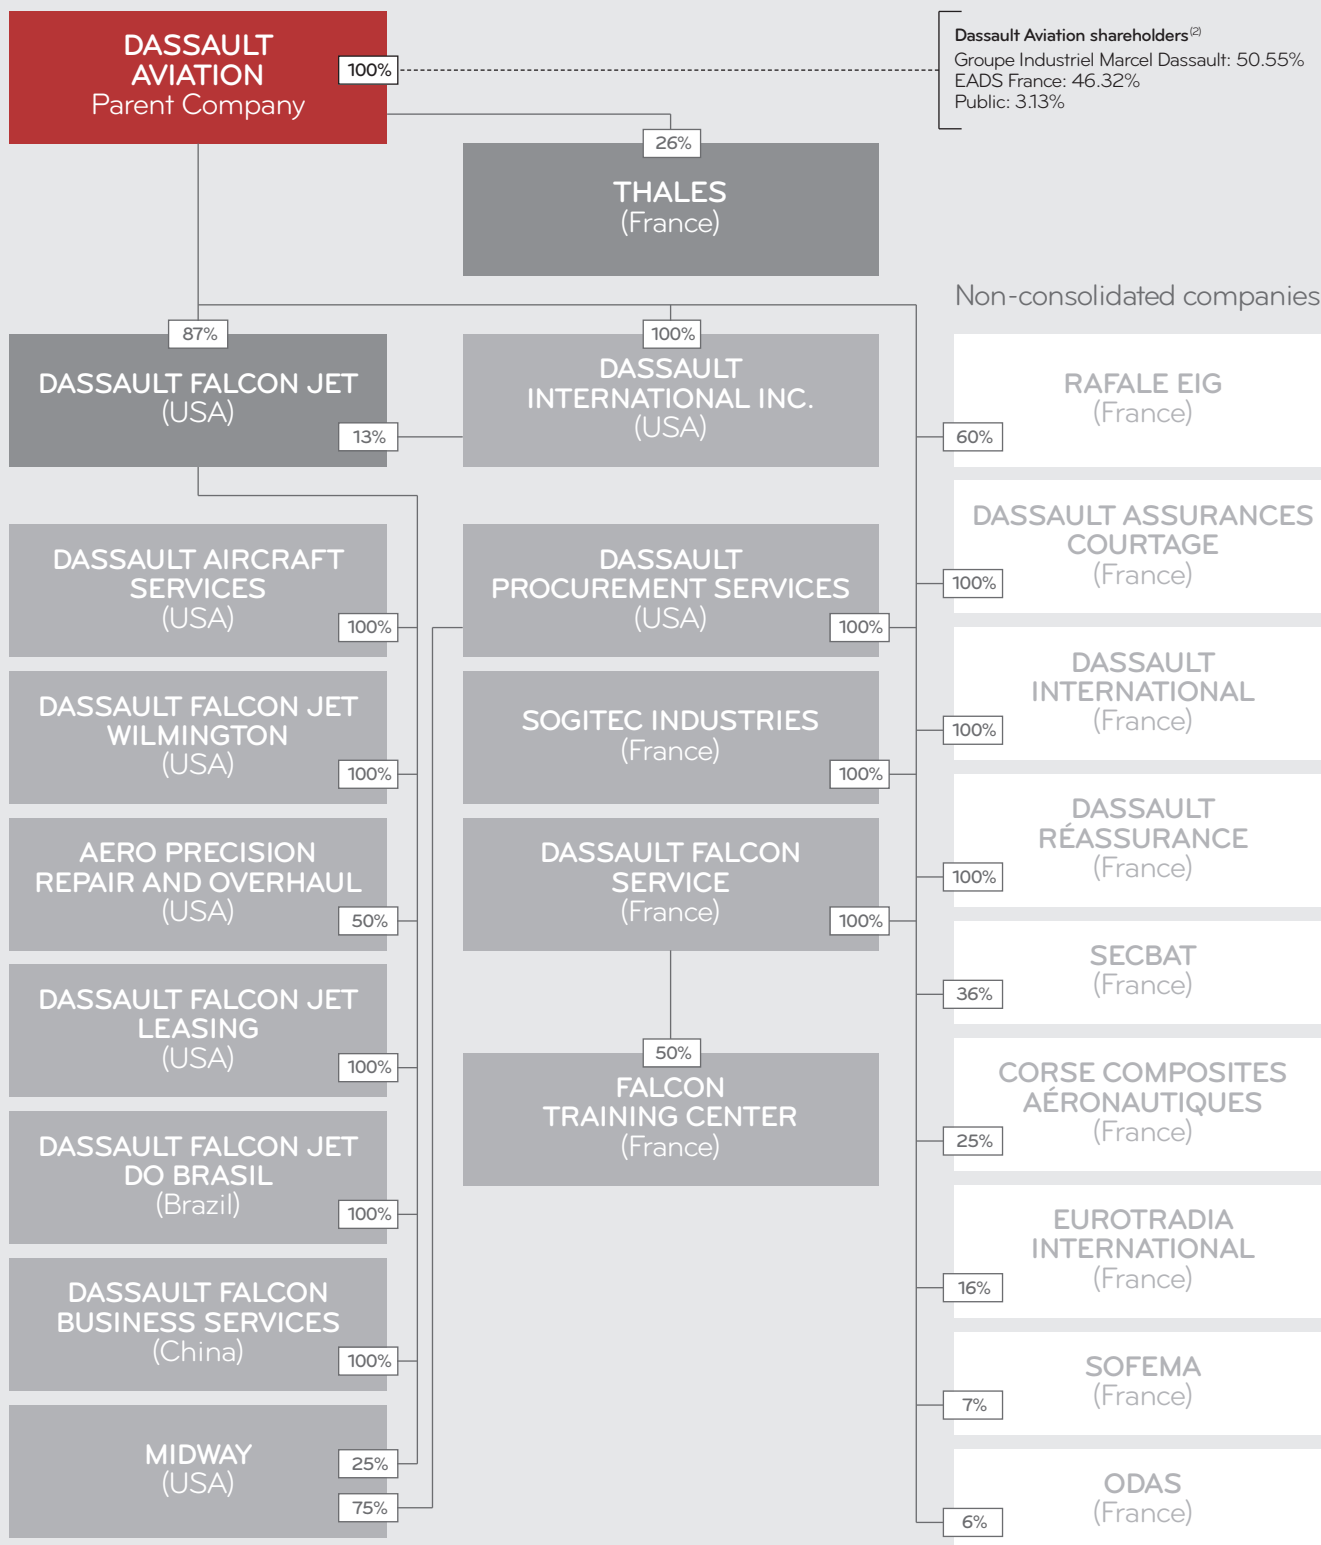 DASSAULT
AVIATION
Parent Company
100%
Dassault Aviation shareholders(2)
Groupe Industriel Marcel Dassault: 50.55%
EADS France: 46.32%
Public: 3.13%
26%
THALES
(France)
Non-consolidated companies
87%
DASSAULT FALCON JET
(USA)
13%
100%
DASSAULT
INTERNATIONAL INC.
(USA)
RAFALE EIG
(France)
60%
DASSAULT AIRCRAFT
SERVICES
(USA)
100%
DASSAULT
PROCUREMENT SERVICES
(USA)
100%
DASSAULT ASSURANCES
COURTAGE
(France)
100%
DASSAULT FALCON JET
WILMINGTON
(USA)
100%
SOGITEC INDUSTRIES
(France)
100%
DASSAULT
INTERNATIONAL
(France)
100%
AERO PRECISION
REPAIR AND OVERHAUL
(USA)
50%
DASSAULT FALCON
SERVICE
(France)
100%
DASSAULT
RÉASSURANCE
(France)
100%
DASSAULT FALCON JET
LEASING
(USA)
100%
SECBAT
(France)
36%
50%
FALCON
TRAINING CENTER
(France)
CORSE COMPOSITES
AÉRONAUTIQUES
(France)
25%
DASSAULT FALCON JET
DO BRASIL
(Brazil)
100%
EUROTRADIA
INTERNATIONAL
(France)
16%
DASSAULT FALCON
BUSINESS SERVICES
(China)
100%
SOFEMA
(France)
7%
MIDWAY
(USA)
25%
75%
ODAS
(France)
6%